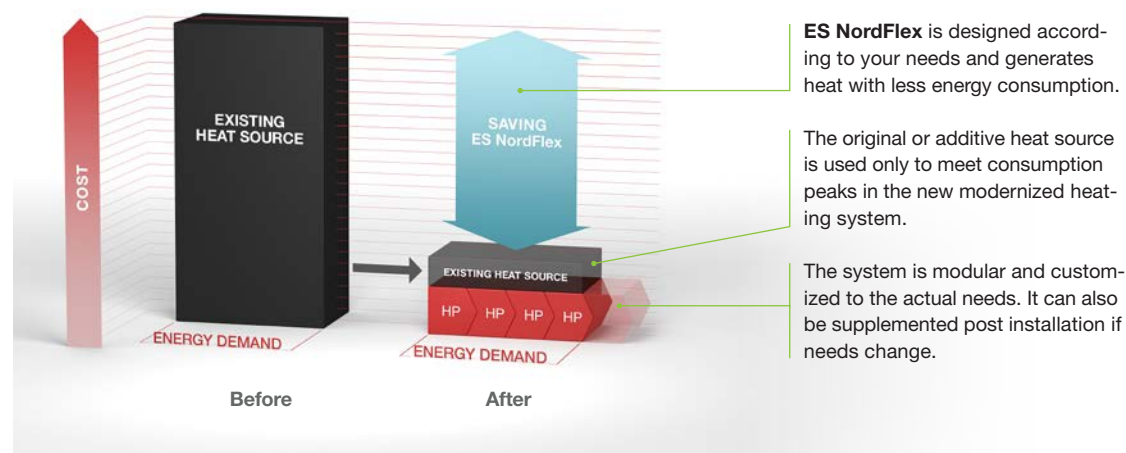 COST
EXISTING
HEAT SOURCE
ENERGY DEMAND
Before
SAVING
ES NordFlex
EXISTING HEAT SOURCE
HP HP HP HP
ENERGY DEMAND
After
ES NordFlex is designed accord-
ing to your needs and generates
heat with less energy consumption.
The original or additive heat source
is used only to meet consumption
peaks in the new modernized heat-
ing system.
The system is modular and custom-
ized to the actual needs. It can also
be supplemented post installation if
needs change.